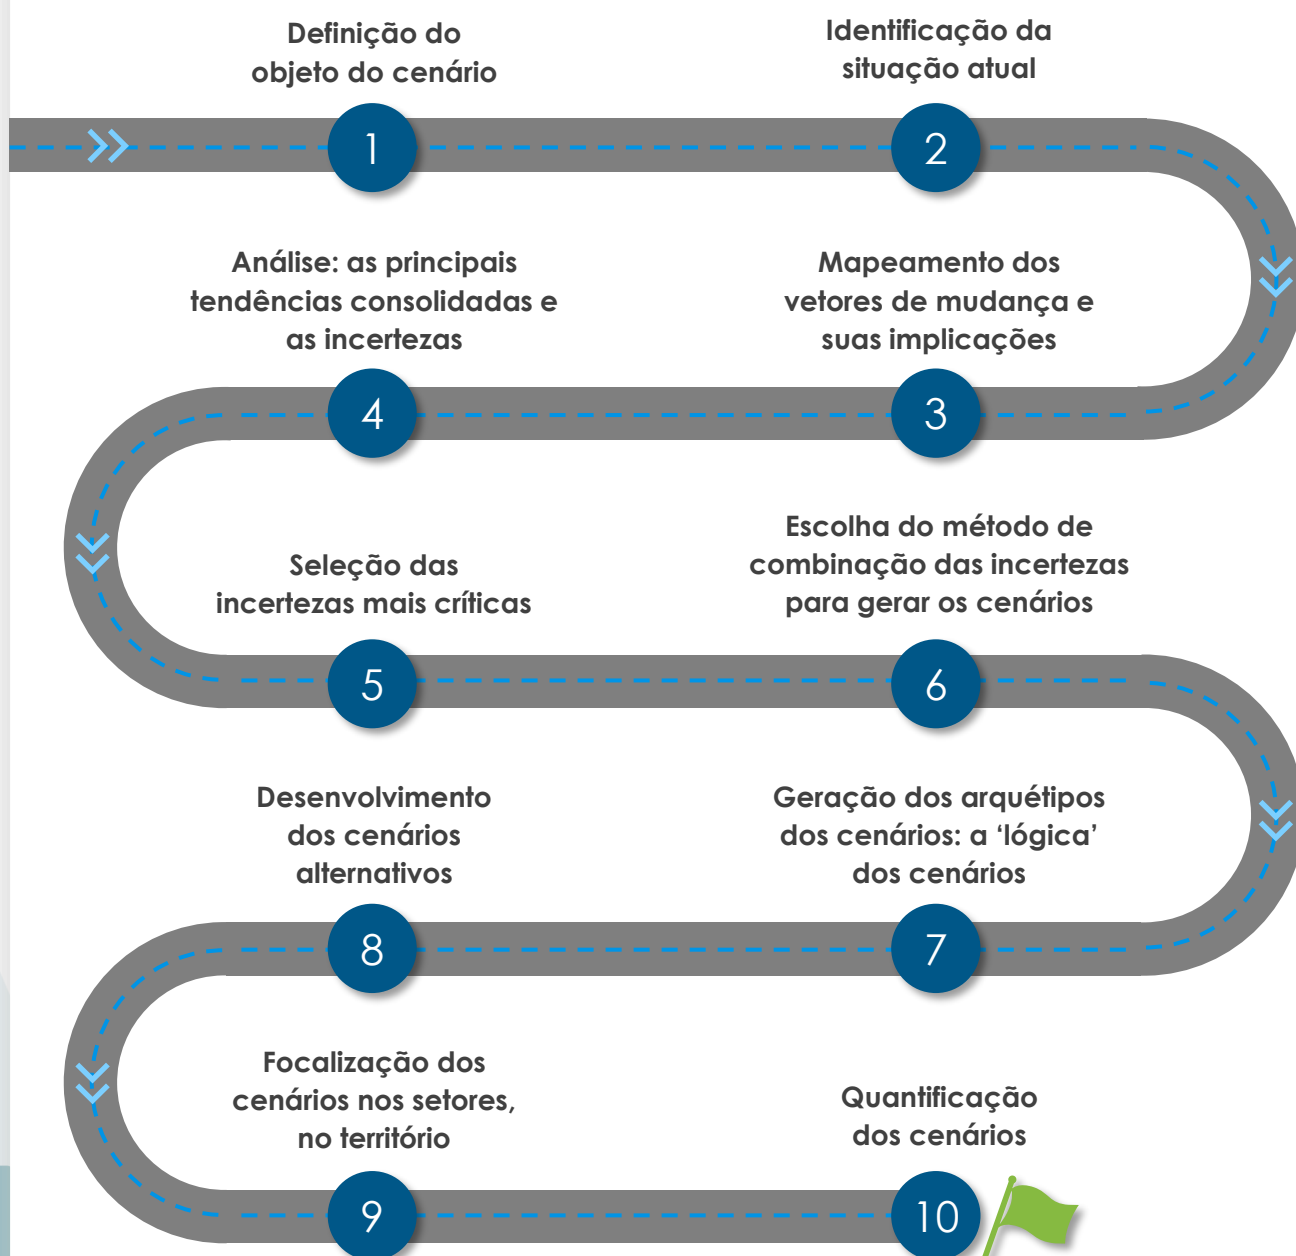 Definição do
objeto do cenário
1
Identificação da
situação atual
2
Mapeamento dos
vetores de mudança e
suas implicações
3
Análise: as principais
tendências consolidadas e
as incertezas
4
Seleção das
incertezas mais críticas
5
Escolha do método de
combinação das incertezas
para gerar os cenários
6
Geração dos arquétipos
dos cenários: a ‘lógica’
dos cenários
7
Desenvolvimento
dos cenários
alternativos
8
Focalização dos
cenários nos setores,
no território
9
Quantificação
dos cenários
10